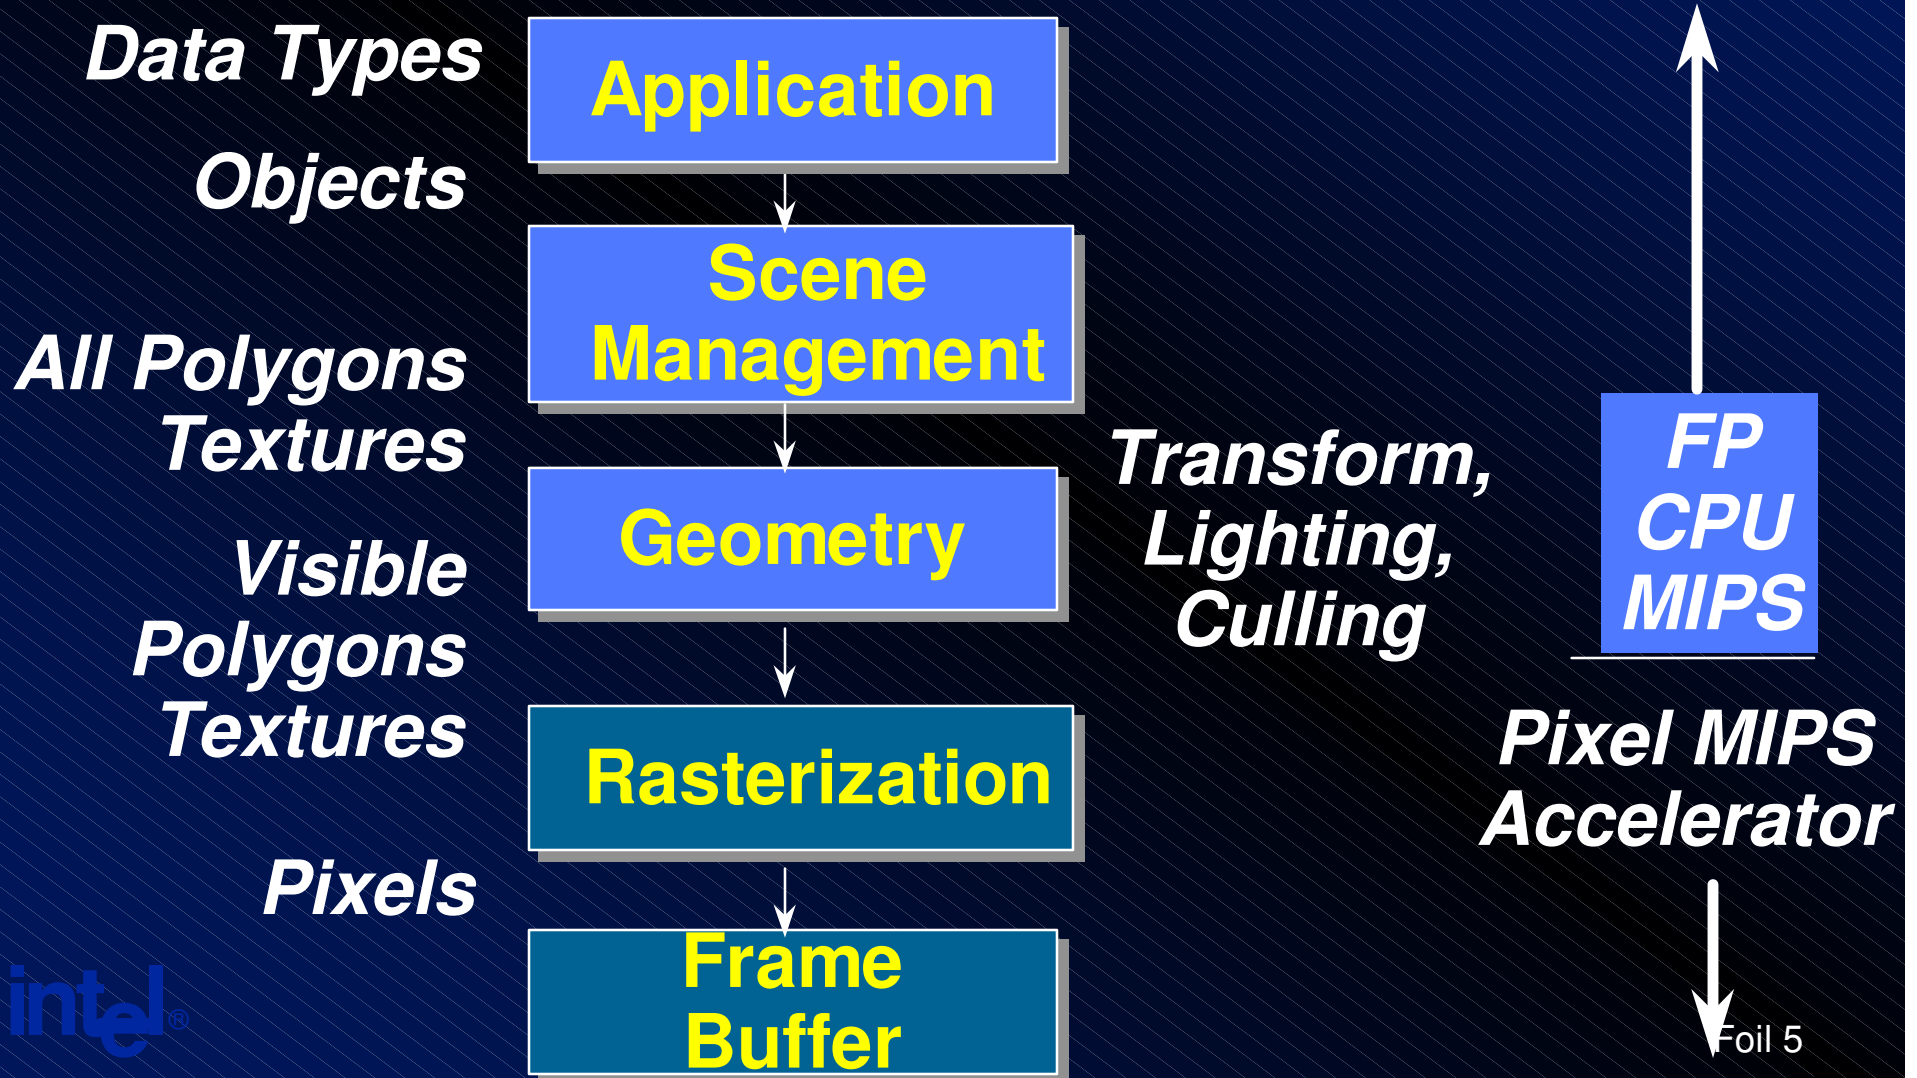 Data Types
Application
Objects
Scene
Management
All Polygons
Textures
Geometry
Transform,
Lighting,
Culling
FP
CPU
MIPS
Visible
Polygons
Textures
Rasterization
Pixel MIPS
Accelerator
Pixels
Frame
Buffer
intel®
Foil 5